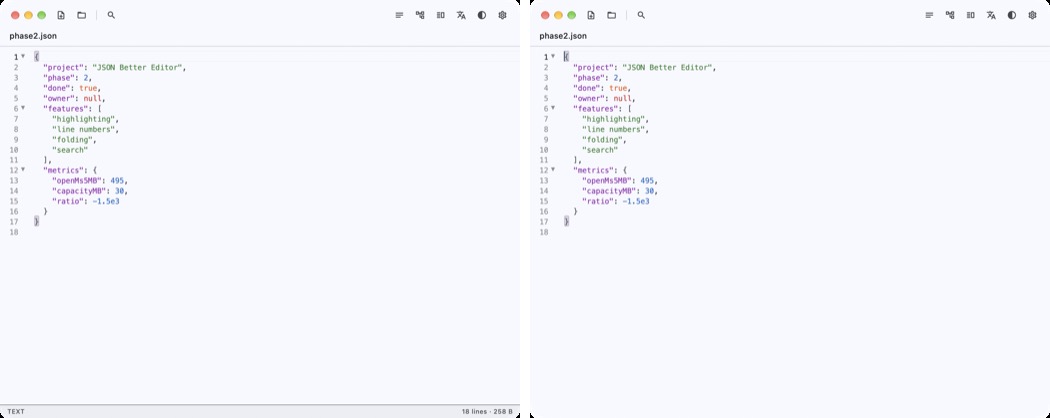 phase2.json
1 {
2 "project": "JSON Better Editor",
3 "phase": 2,
4 "done": true,
5 "owner": null,
6 "features": [
7 "highlighting",
8 "line numbers",
9 "folding",
10 "search"
11 ],
12 "metrics": {
13 "openMs5MB": 495,
14 "capacityMB": 30,
15 "ratio": -1.5e3
16 }
17 }
18
TEXT 18 lines · 258 B
phase2.json
1 {
2 "project": "JSON Better Editor",
3 "phase": 2,
4 "done": true,
5 "owner": null,
6 "features": [
7 "highlighting",
8 "line numbers",
9 "folding",
10 "search"
11 ],
12 "metrics": {
13 "openMs5MB": 495,
14 "capacityMB": 30,
15 "ratio": -1.5e3
16 }
17 }
18